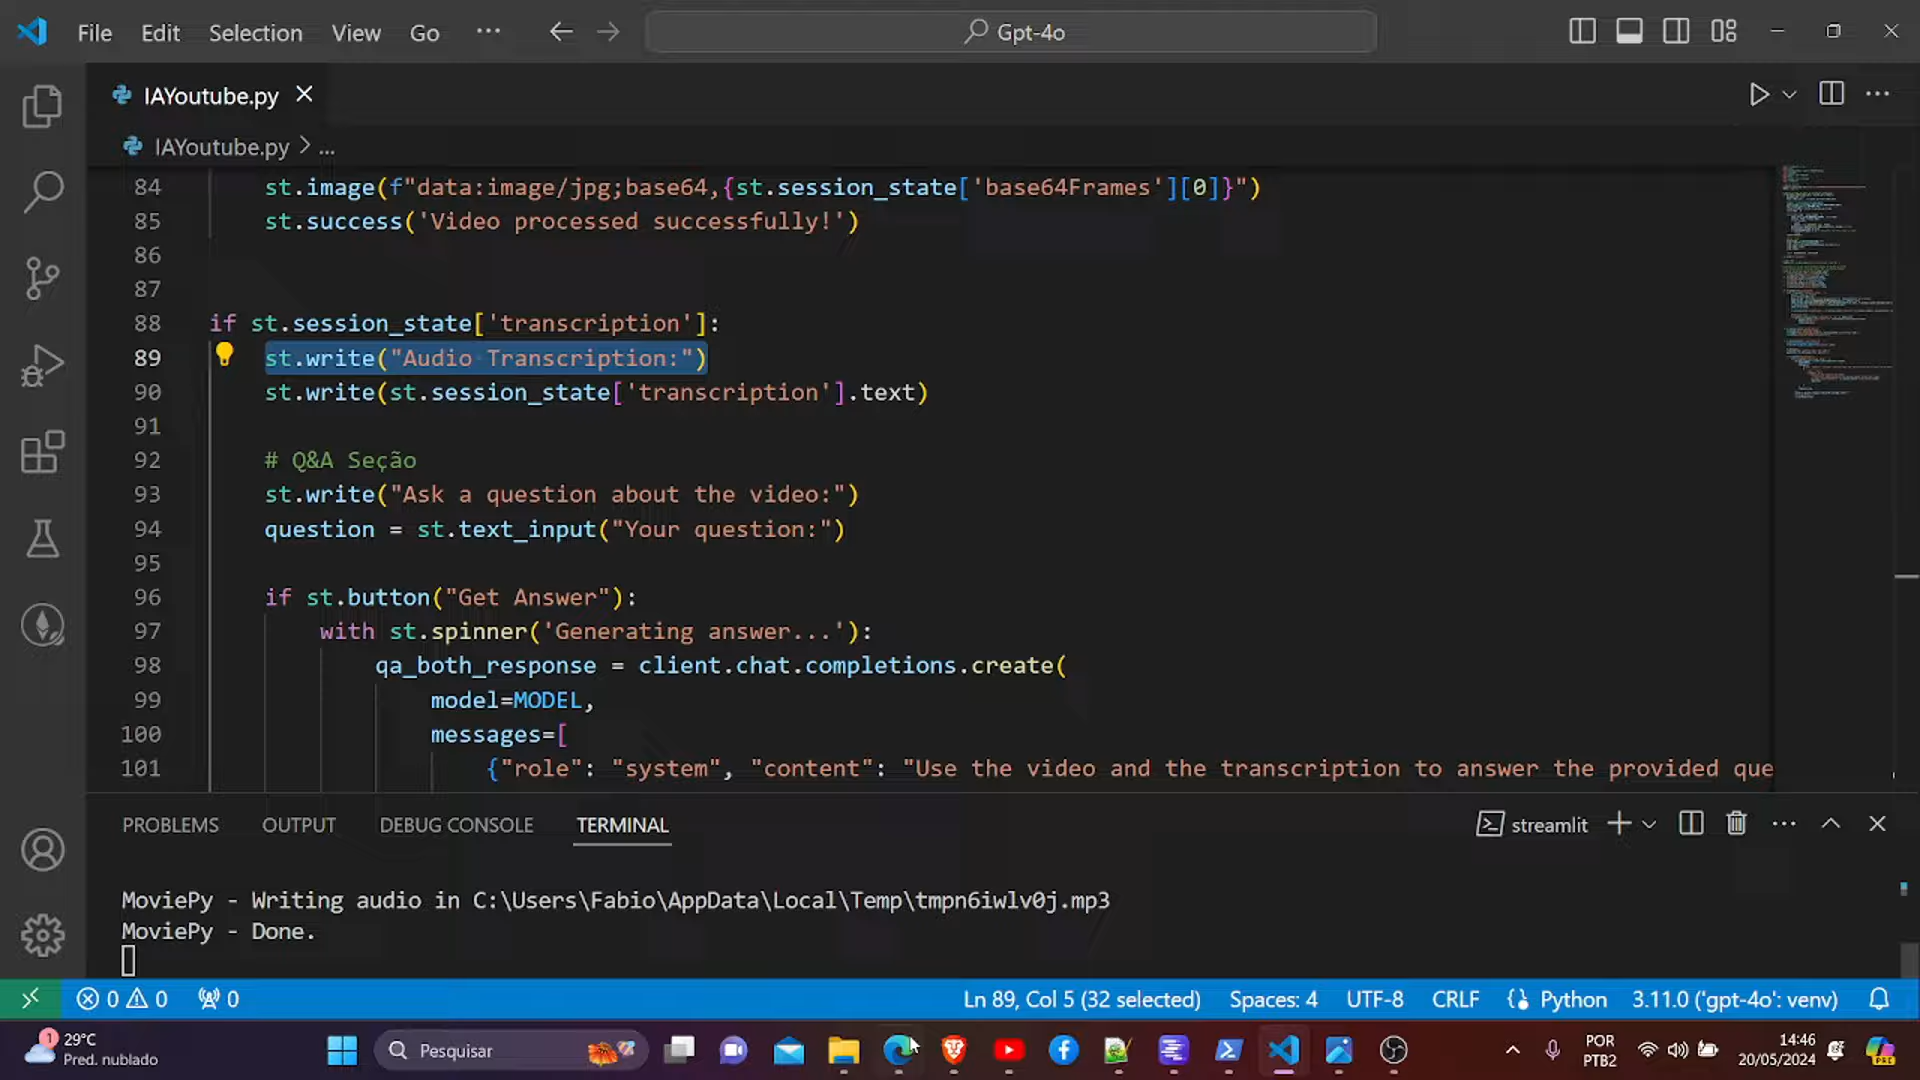 File Edit Selection View Go ... Gpt-4o
IAYoutube.py
IAYoutube.py > ...
84 st.image(f"data:image/jpg;base64,{st.session_state['base64Frames'][0]}")
85 st.success('Video processed successfully!')
86
87
88 if st.session_state['transcription']:
89 st.write("Audio Transcription:")
90 st.write(st.session_state['transcription'].text)
91
92 # Q&A Seção
93 st.write("Ask a question about the video:")
94 question = st.text_input("Your question:")
95
96 if st.button("Get Answer"):
97 with st.spinner('Generating answer...'):
98 qa_both_response = client.chat.completions.create(
99 model=MODEL,
100 messages=[
101 {"role": "system", "content": "Use the video and the transcription to answer the provided que
PROBLEMS OUTPUT DEBUG CONSOLE TERMINAL streamlit
MoviePy - Writing audio in C:\Users\Fabio\AppData\Local\Temp\tmpn6iwlv0j.mp3
MoviePy - Done.
0 0 0 Ln 89, Col 5 (32 selected) Spaces: 4 UTF-8 CRLF Python 3.11.0 ('gpt-4o': venv)
1 29°C
Pred. nublado
Pesquisar
POR
PTB2
14:46
20/05/2024
PRE